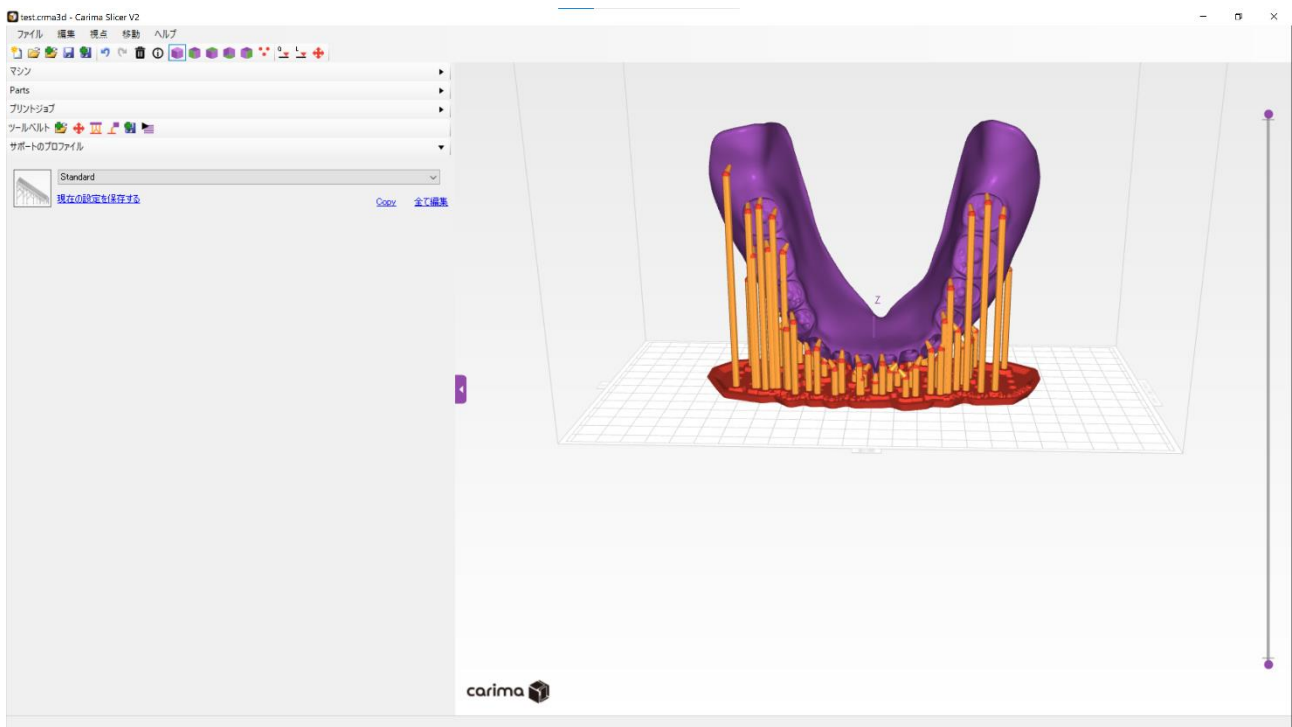 test.crma3d - Carima Slicer V2
ファイル 編集 視点 移動 ヘルプ
マシン
Parts
プリントジョブ
ツールベルト
サポートのプロファイル
Standard
現在の設定を保存する Copy 全て編集
Z
carima